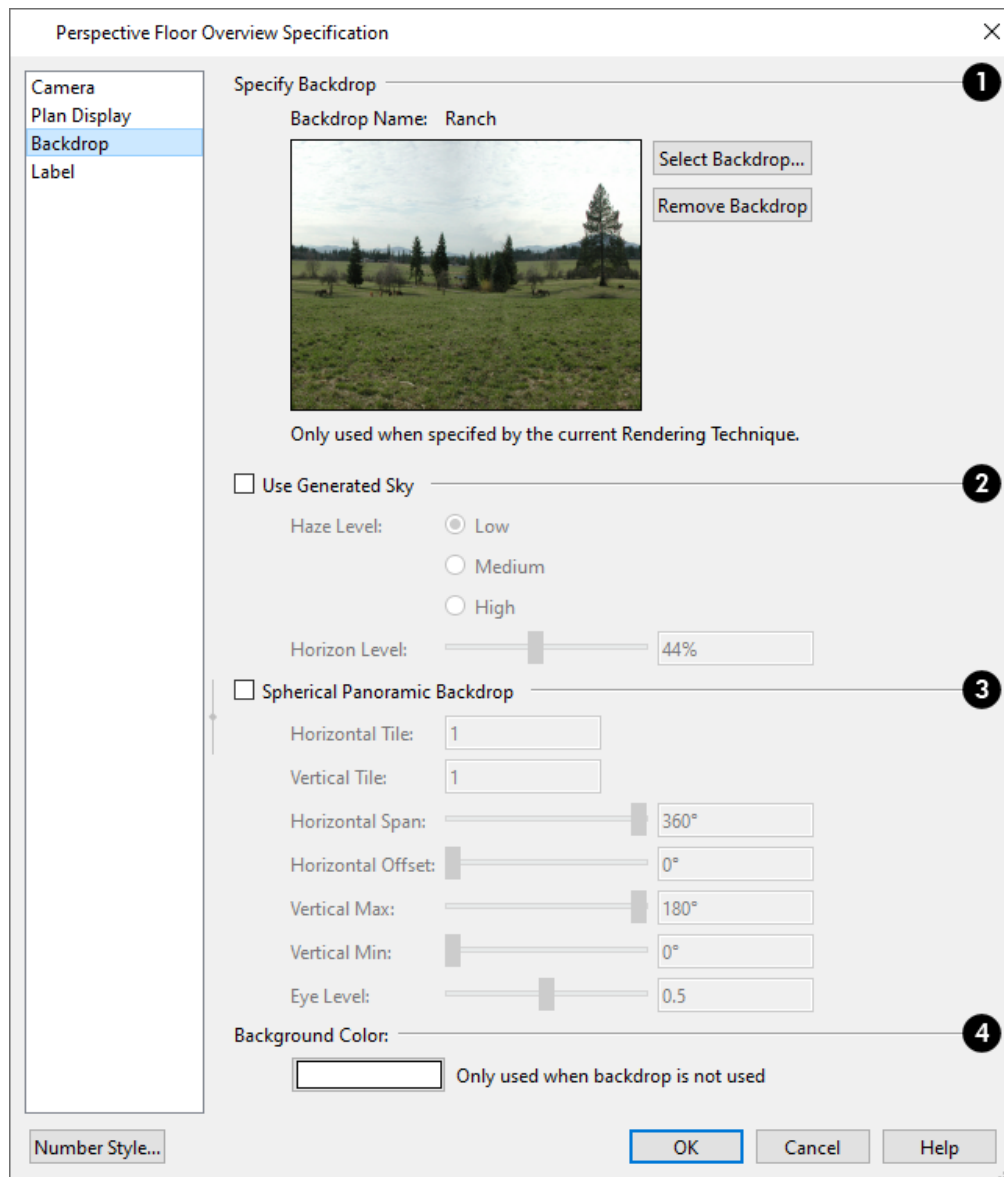 Perspective Floor Overview Specification
Camera
Plan Display
Backdrop
Label
Specify Backdrop
1
Backdrop Name: Ranch
Select Backdrop...
Remove Backdrop
Only used when specifed by the current Rendering Technique.
Use Generated Sky
2
Haze Level:
Low
Medium
High
Horizon Level:
44%
Spherical Panoramic Backdrop
3
Horizontal Tile:
1
Vertical Tile:
1
Horizontal Span:
360°
Horizontal Offset:
0°
Vertical Max:
180°
Vertical Min:
0°
Eye Level:
0.5
Background Color:
4
Only used when backdrop is not used
Number Style...
OK
Cancel
Help